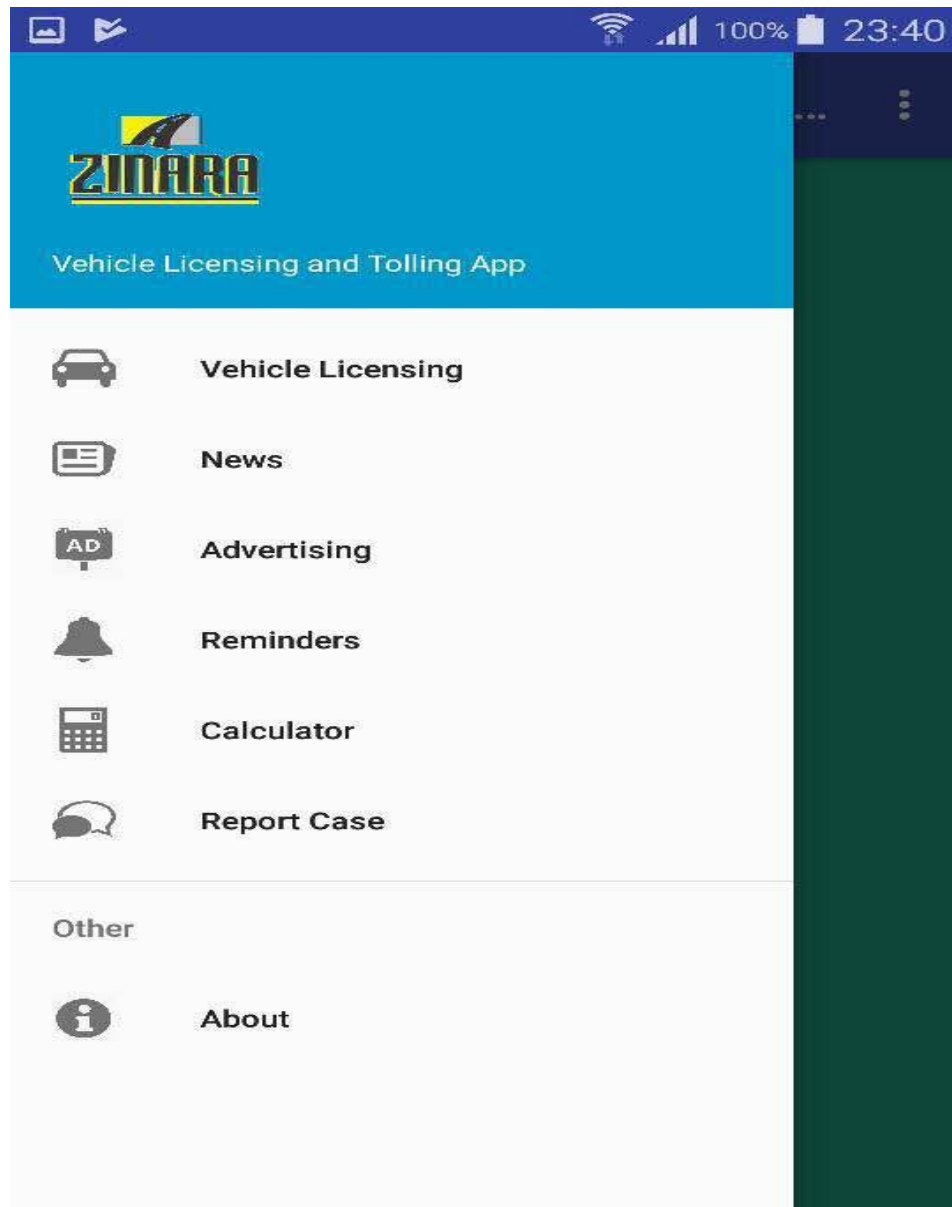 100% 23:40
...
ZINARA
Vehicle Licensing and Tolling App
Vehicle Licensing
News
AD
Advertising
Reminders
Calculator
Report Case
Other
About